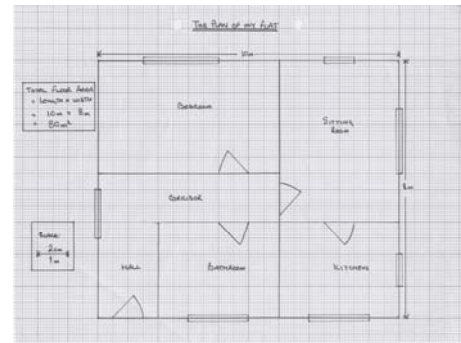 THE PLAN OF MY FLAT
10m
BEDROOM
SITTING
ROOM
TOTAL FLOOR AREA
= LENGTH × WIDTH
= 10m × 8m
= 80m²
8m
CORRIDOR
SCALE:
2cm
1m
HALL
BATHROOM
KITCHEN